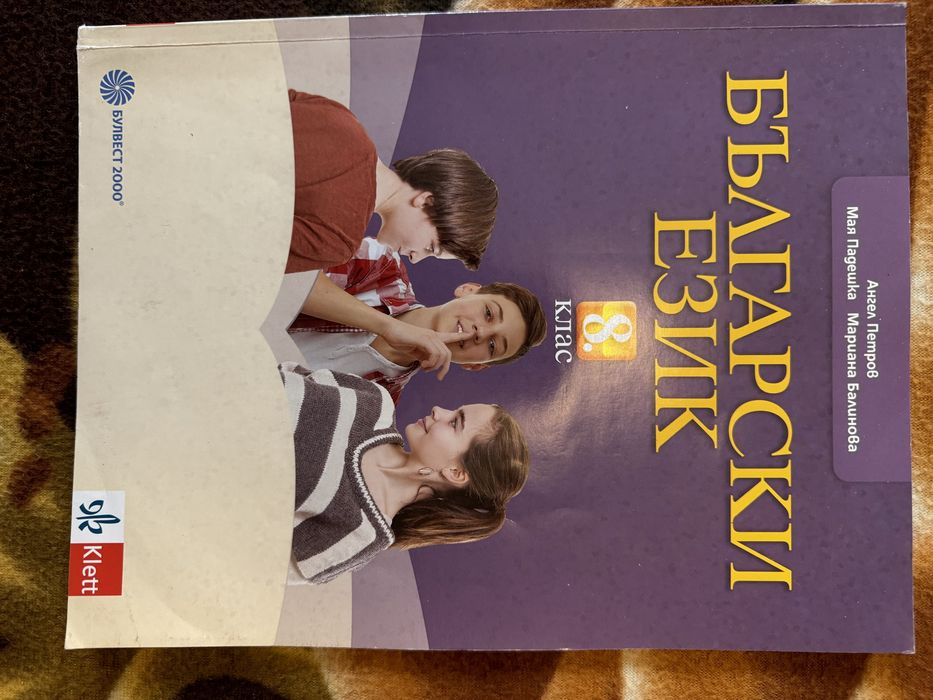 Ангел Петров
Мая Падешка Мариана Балинова
БЪЛГАРСКИ
ЕЗИК
8.
клас
БУЛВЕСТ 2000®
Klett